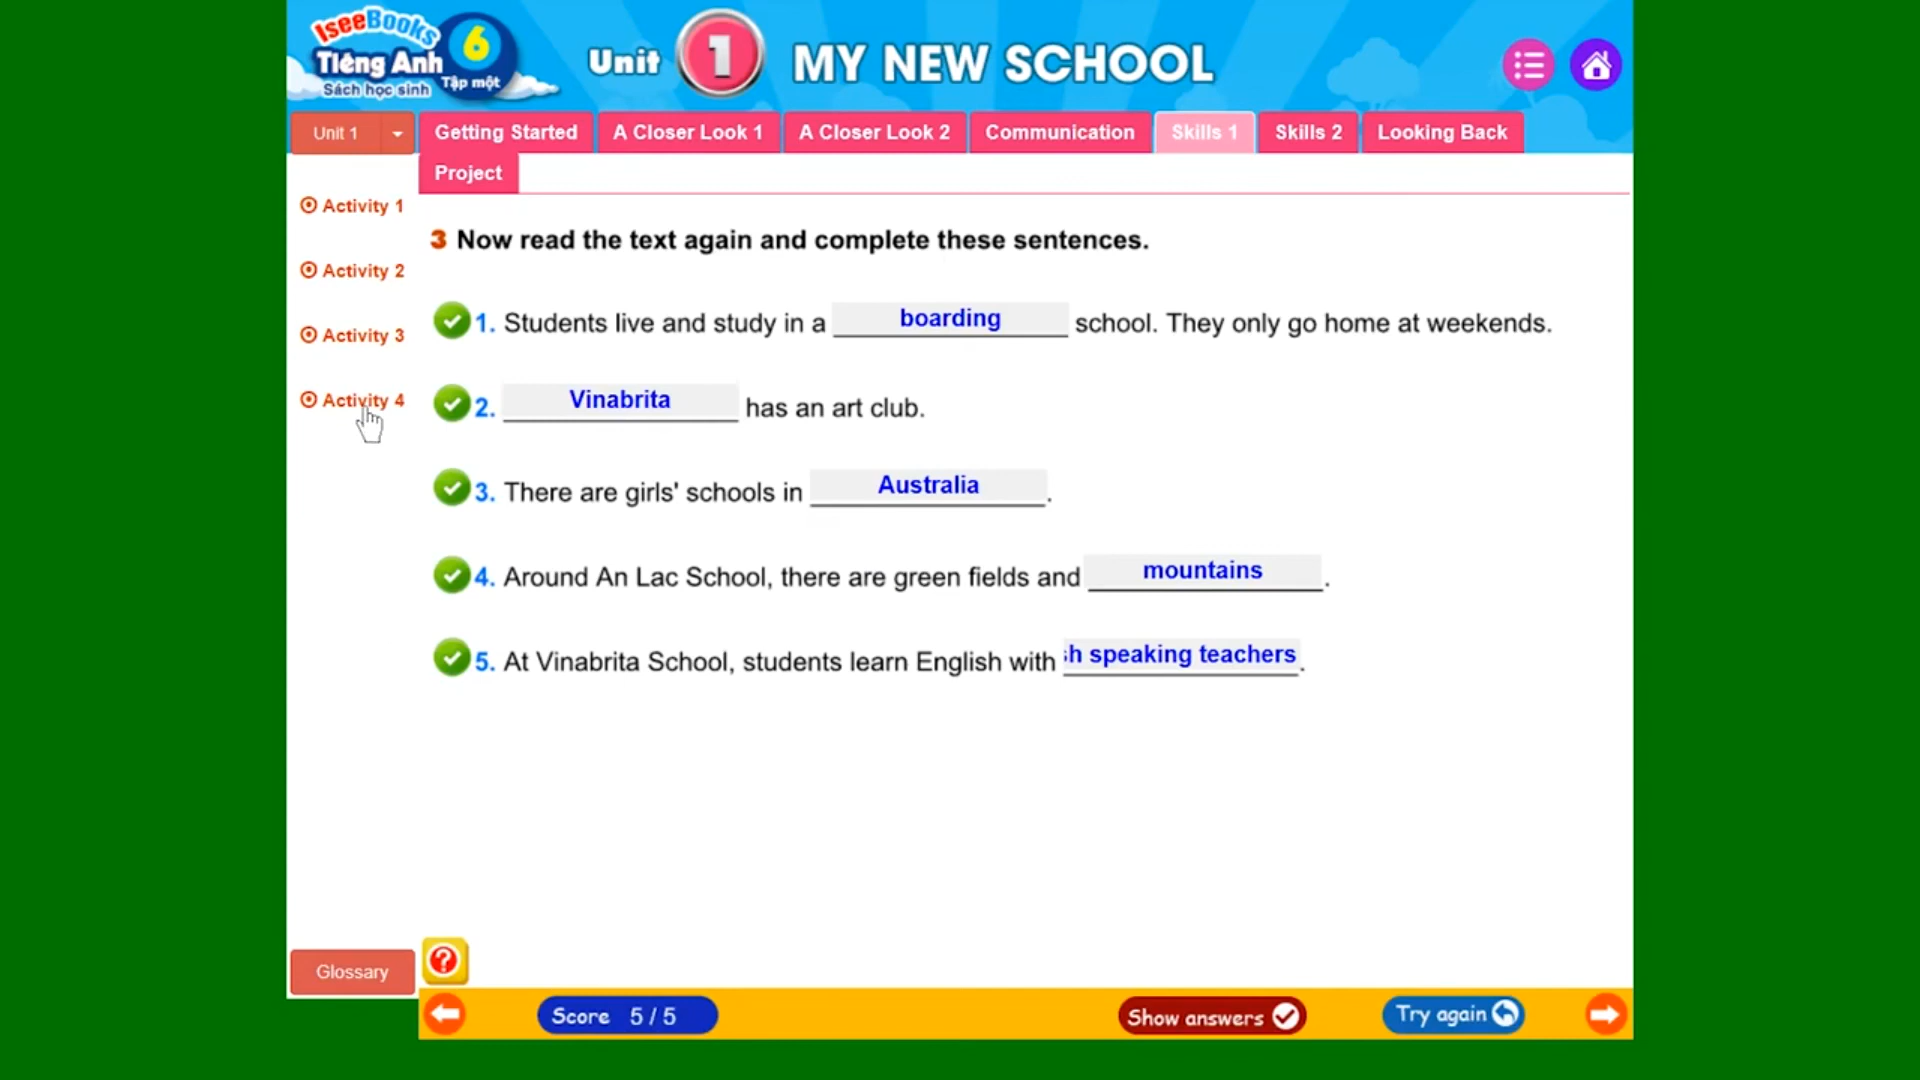 IseeBooks
Tiếng Anh 6
Tập một
Sách học sinh
Unit 1 MY NEW SCHOOL
Unit 1
Getting Started
A Closer Look 1
A Closer Look 2
Communication
Skills 1
Skills 2
Looking Back
Project
Activity 1
Activity 2
Activity 3
Activity 4
3 Now read the text again and complete these sentences.
1. Students live and study in a boarding school. They only go home at weekends.
2. Vinabrita has an art club.
3. There are girls' schools in Australia.
4. Around An Lac School, there are green fields and mountains.
5. At Vinabrita School, students learn English with h speaking teachers.
Glossary
?
Score 5 / 5
Show answers
Try again